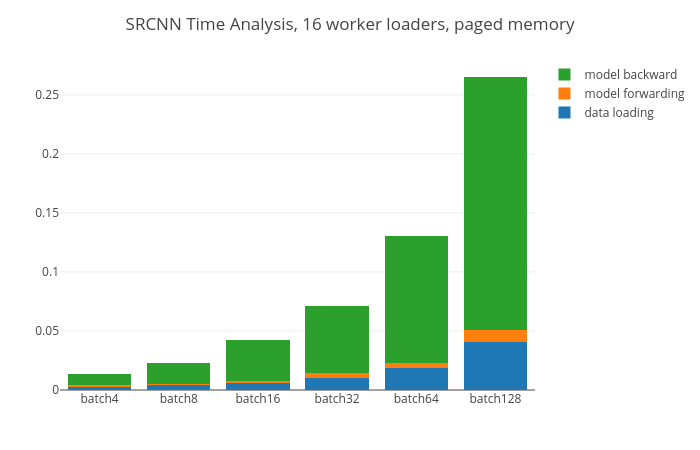 SRCNN Time Analysis, 16 worker loaders, paged memory
model backward
model forwarding
data loading
0.25
0.2
0.15
0.1
0.05
0
batch4 batch8 batch16 batch32 batch64 batch128